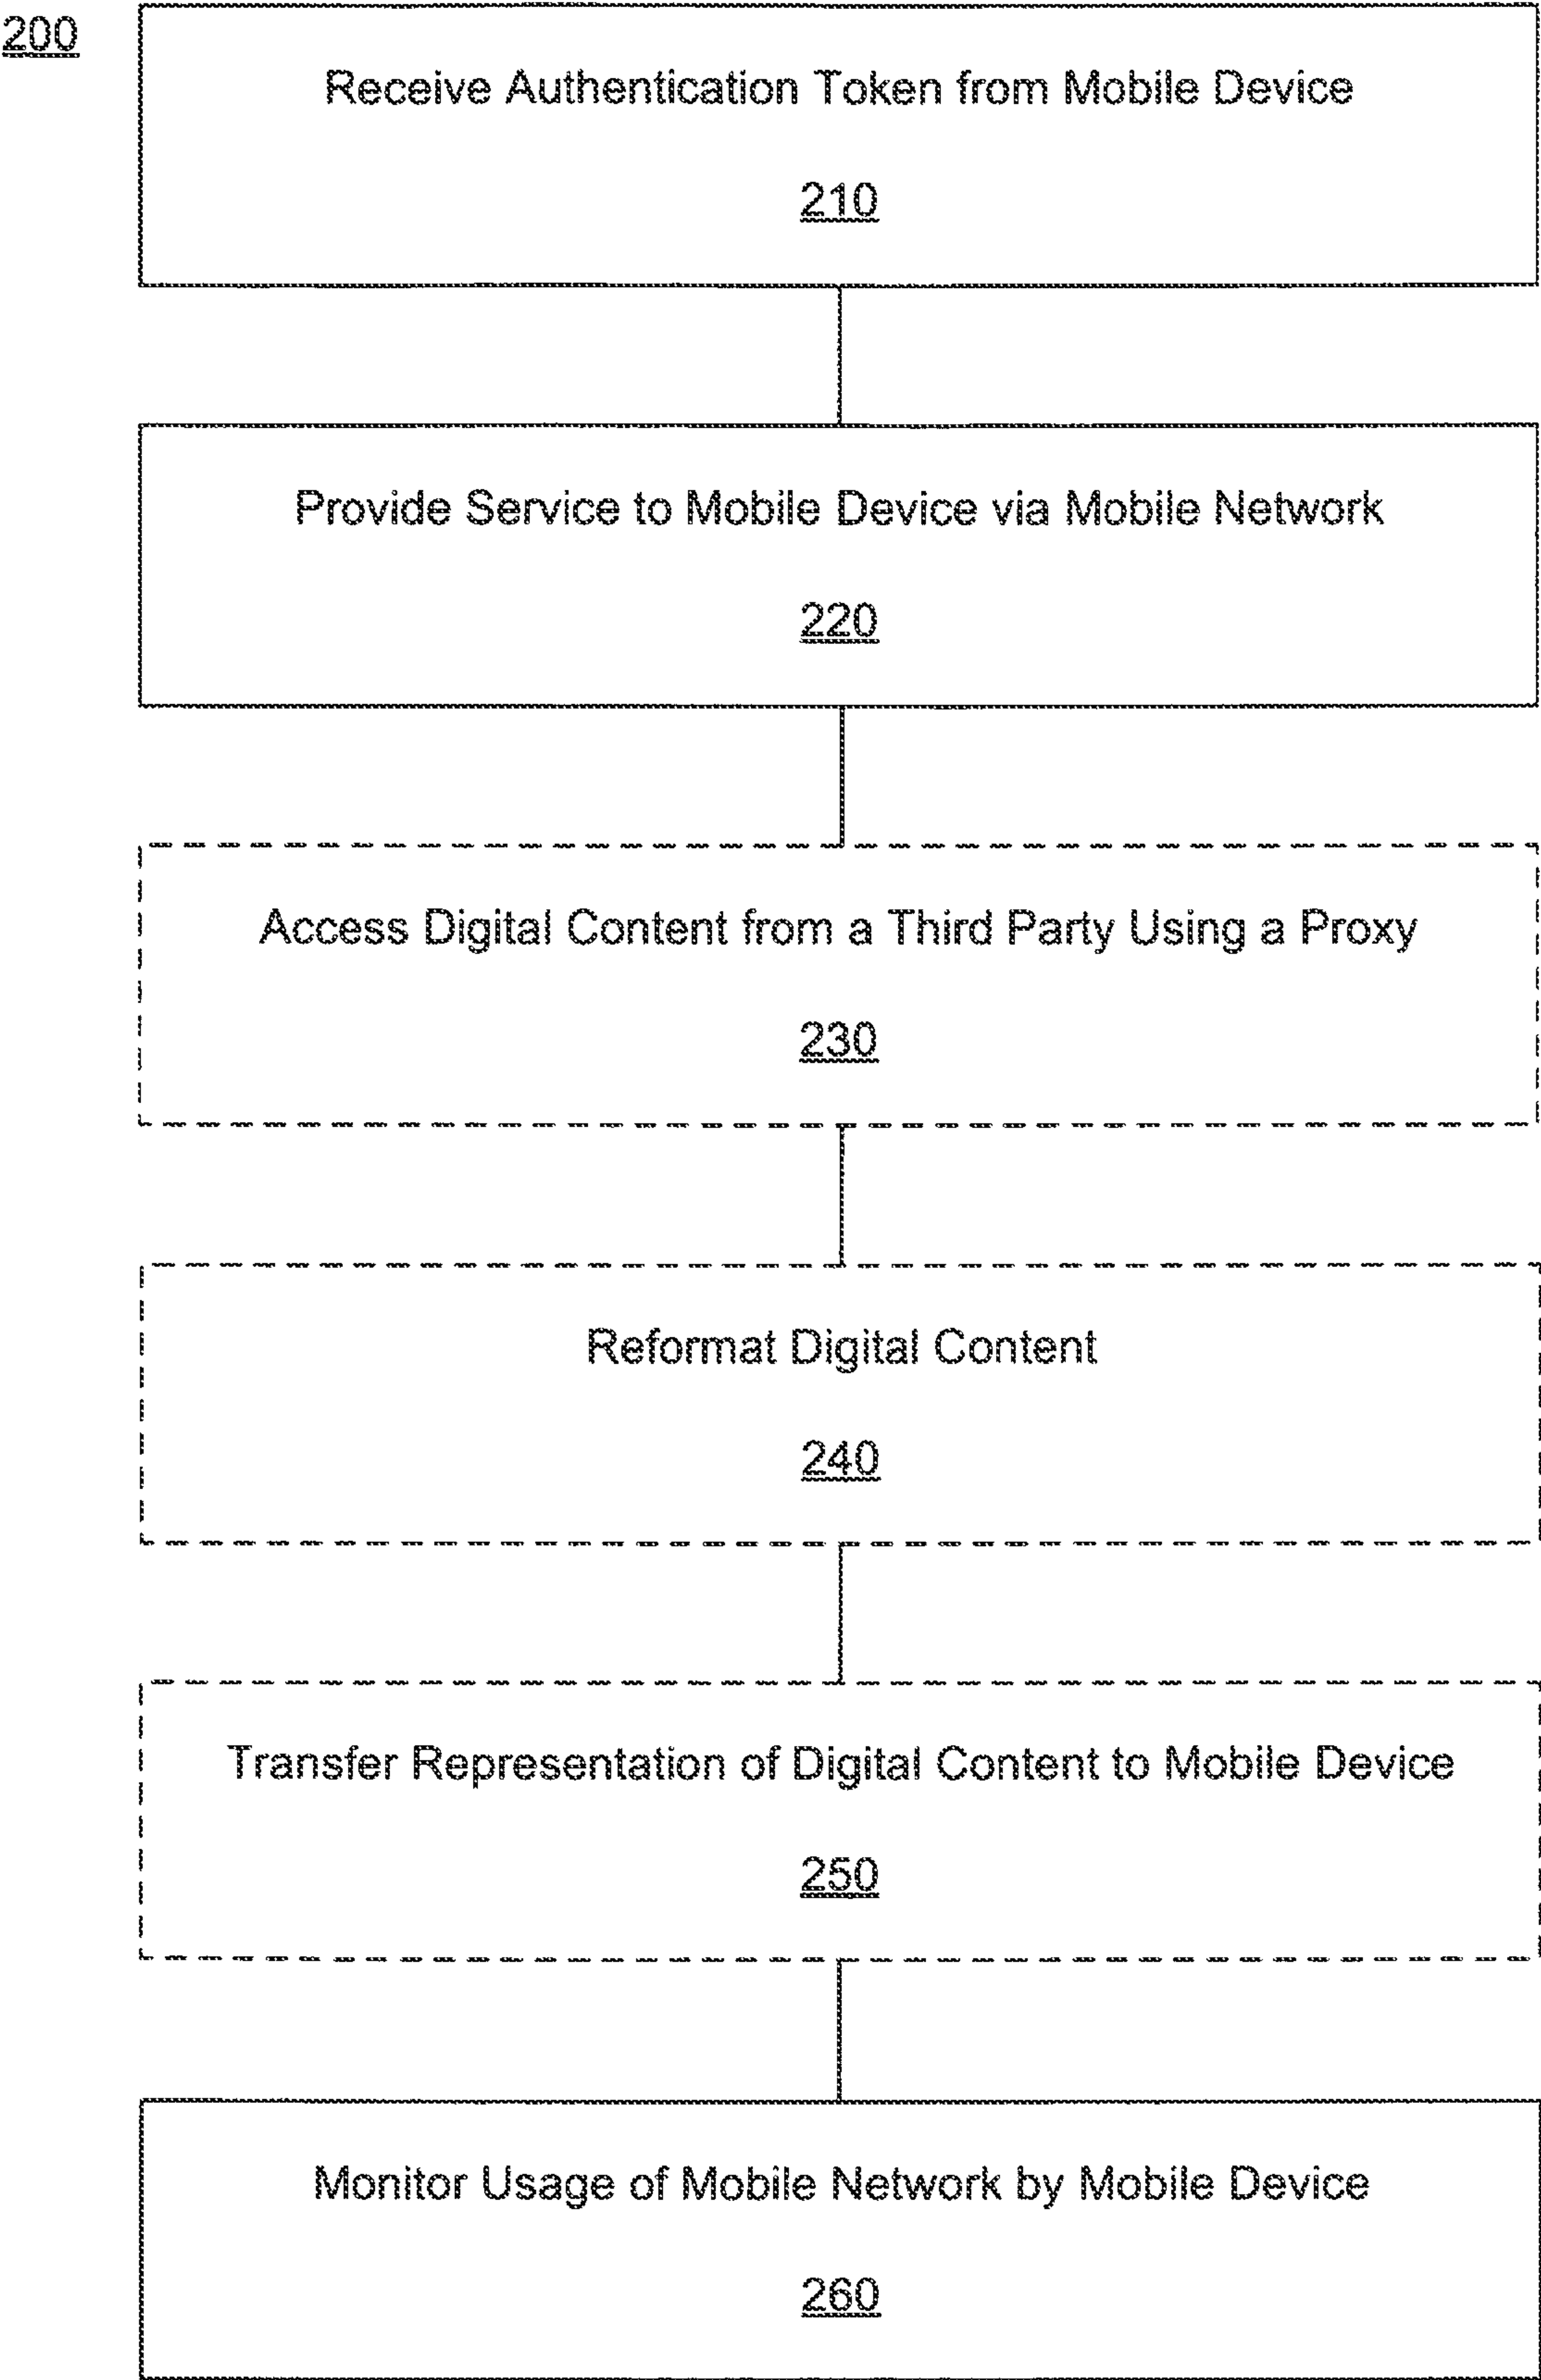 200
Receive Authentication Token from Mobile Device
210
Provide Service to Mobile Device via Mobile Network
220
Access Digital Content from a Third Party Using a Proxy
230
Reformat Digital Content
240
Transfer Representation of Digital Content to Mobile Device
250
Monitor Usage of Mobile Network by Mobile Device
260